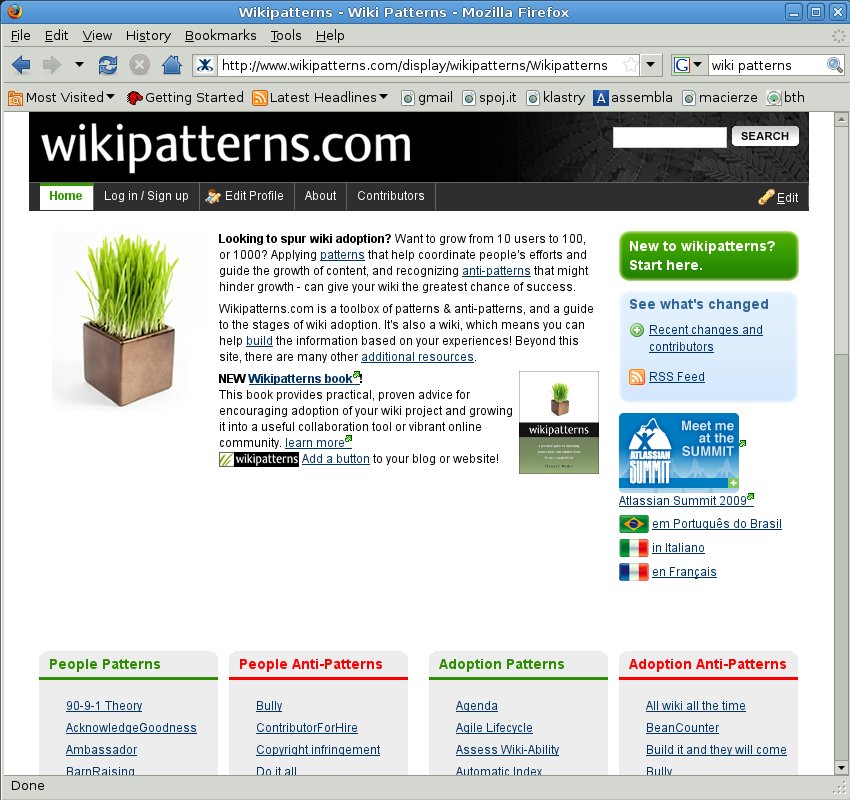 Wikipatterns - Wiki Patterns - Mozilla Firefox
File Edit View History Bookmarks Tools Help
http://www.wikipatterns.com/display/wikipatterns/Wikipatterns
G wiki patterns
Most Visited Getting Started Latest Headlines gmail spoj.it klastry A assembla macierze bth
wikipatterns.com
SEARCH
Home Log in / Sign up Edit Profile About Contributors Edit
Looking to spur wiki adoption? Want to grow from 10 users to 100,
or 1000? Applying patterns that help coordinate people's efforts and
guide the growth of content, and recognizing anti-patterns that might
hinder growth - can give your wiki the greatest chance of success.
Wikipatterns.com is a toolbox of patterns & anti-patterns, and a guide
to the stages of wiki adoption. It's also a wiki, which means you can
help build the information based on your experiences! Beyond this
site, there are many other additional resources.
NEW Wikipatterns book!
This book provides practical, proven advice for
encouraging adoption of your wiki project and growing
it into a useful collaboration tool or vibrant online
community. learn more
wikipatterns Add a button to your blog or website!
wikipatterns
New to wikipatterns?
Start here.
See what's changed
Recent changes and
contributors
RSS Feed
Meet me
at the
SUMMIT
ATLASSIAN
SUMMIT
Atlassian Summit 2009
em Português do Brasil
in Italiano
en Français
People Patterns
90-9-1 Theory
AcknowledgeGoodness
Ambassador
BarnRaising
People Anti-Patterns
Bully
ContributorForHire
Copyright infringement
Do it all
Adoption Patterns
Agenda
Agile Lifecycle
Assess Wiki-Ability
Automatic Index
Adoption Anti-Patterns
All wiki all the time
BeanCounter
Build it and they will come
Bully
Done